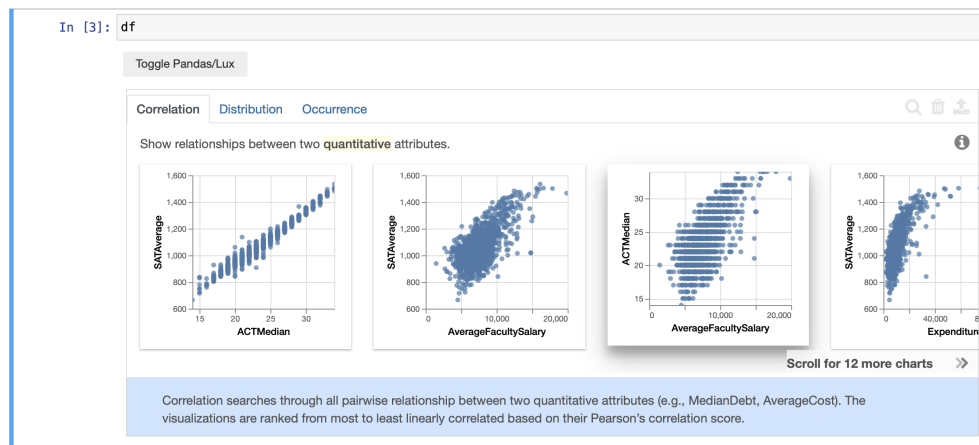 In [3]: df
Toggle Pandas/Lux
Correlation Distribution Occurrence
Show relationships between two quantitative attributes.
1,600
1,400
1,200
1,000
800
600
SATAverage
15 20 25 30
ACTMedian
1,600
1,400
1,200
1,000
800
600
SATAverage
0 10,000 20,000
AverageFacultySalary
30
25
20
15
ACTMedian
0 10,000 20,000
AverageFacultySalary
1,600
1,400
1,200
1,000
800
600
SATAverage
0 40,000 8
Expenditur
Scroll for 12 more charts
Correlation searches through all pairwise relationship between two quantitative attributes (e.g., MedianDebt, AverageCost). The
visualizations are ranked from most to least linearly correlated based on their Pearson's correlation score.